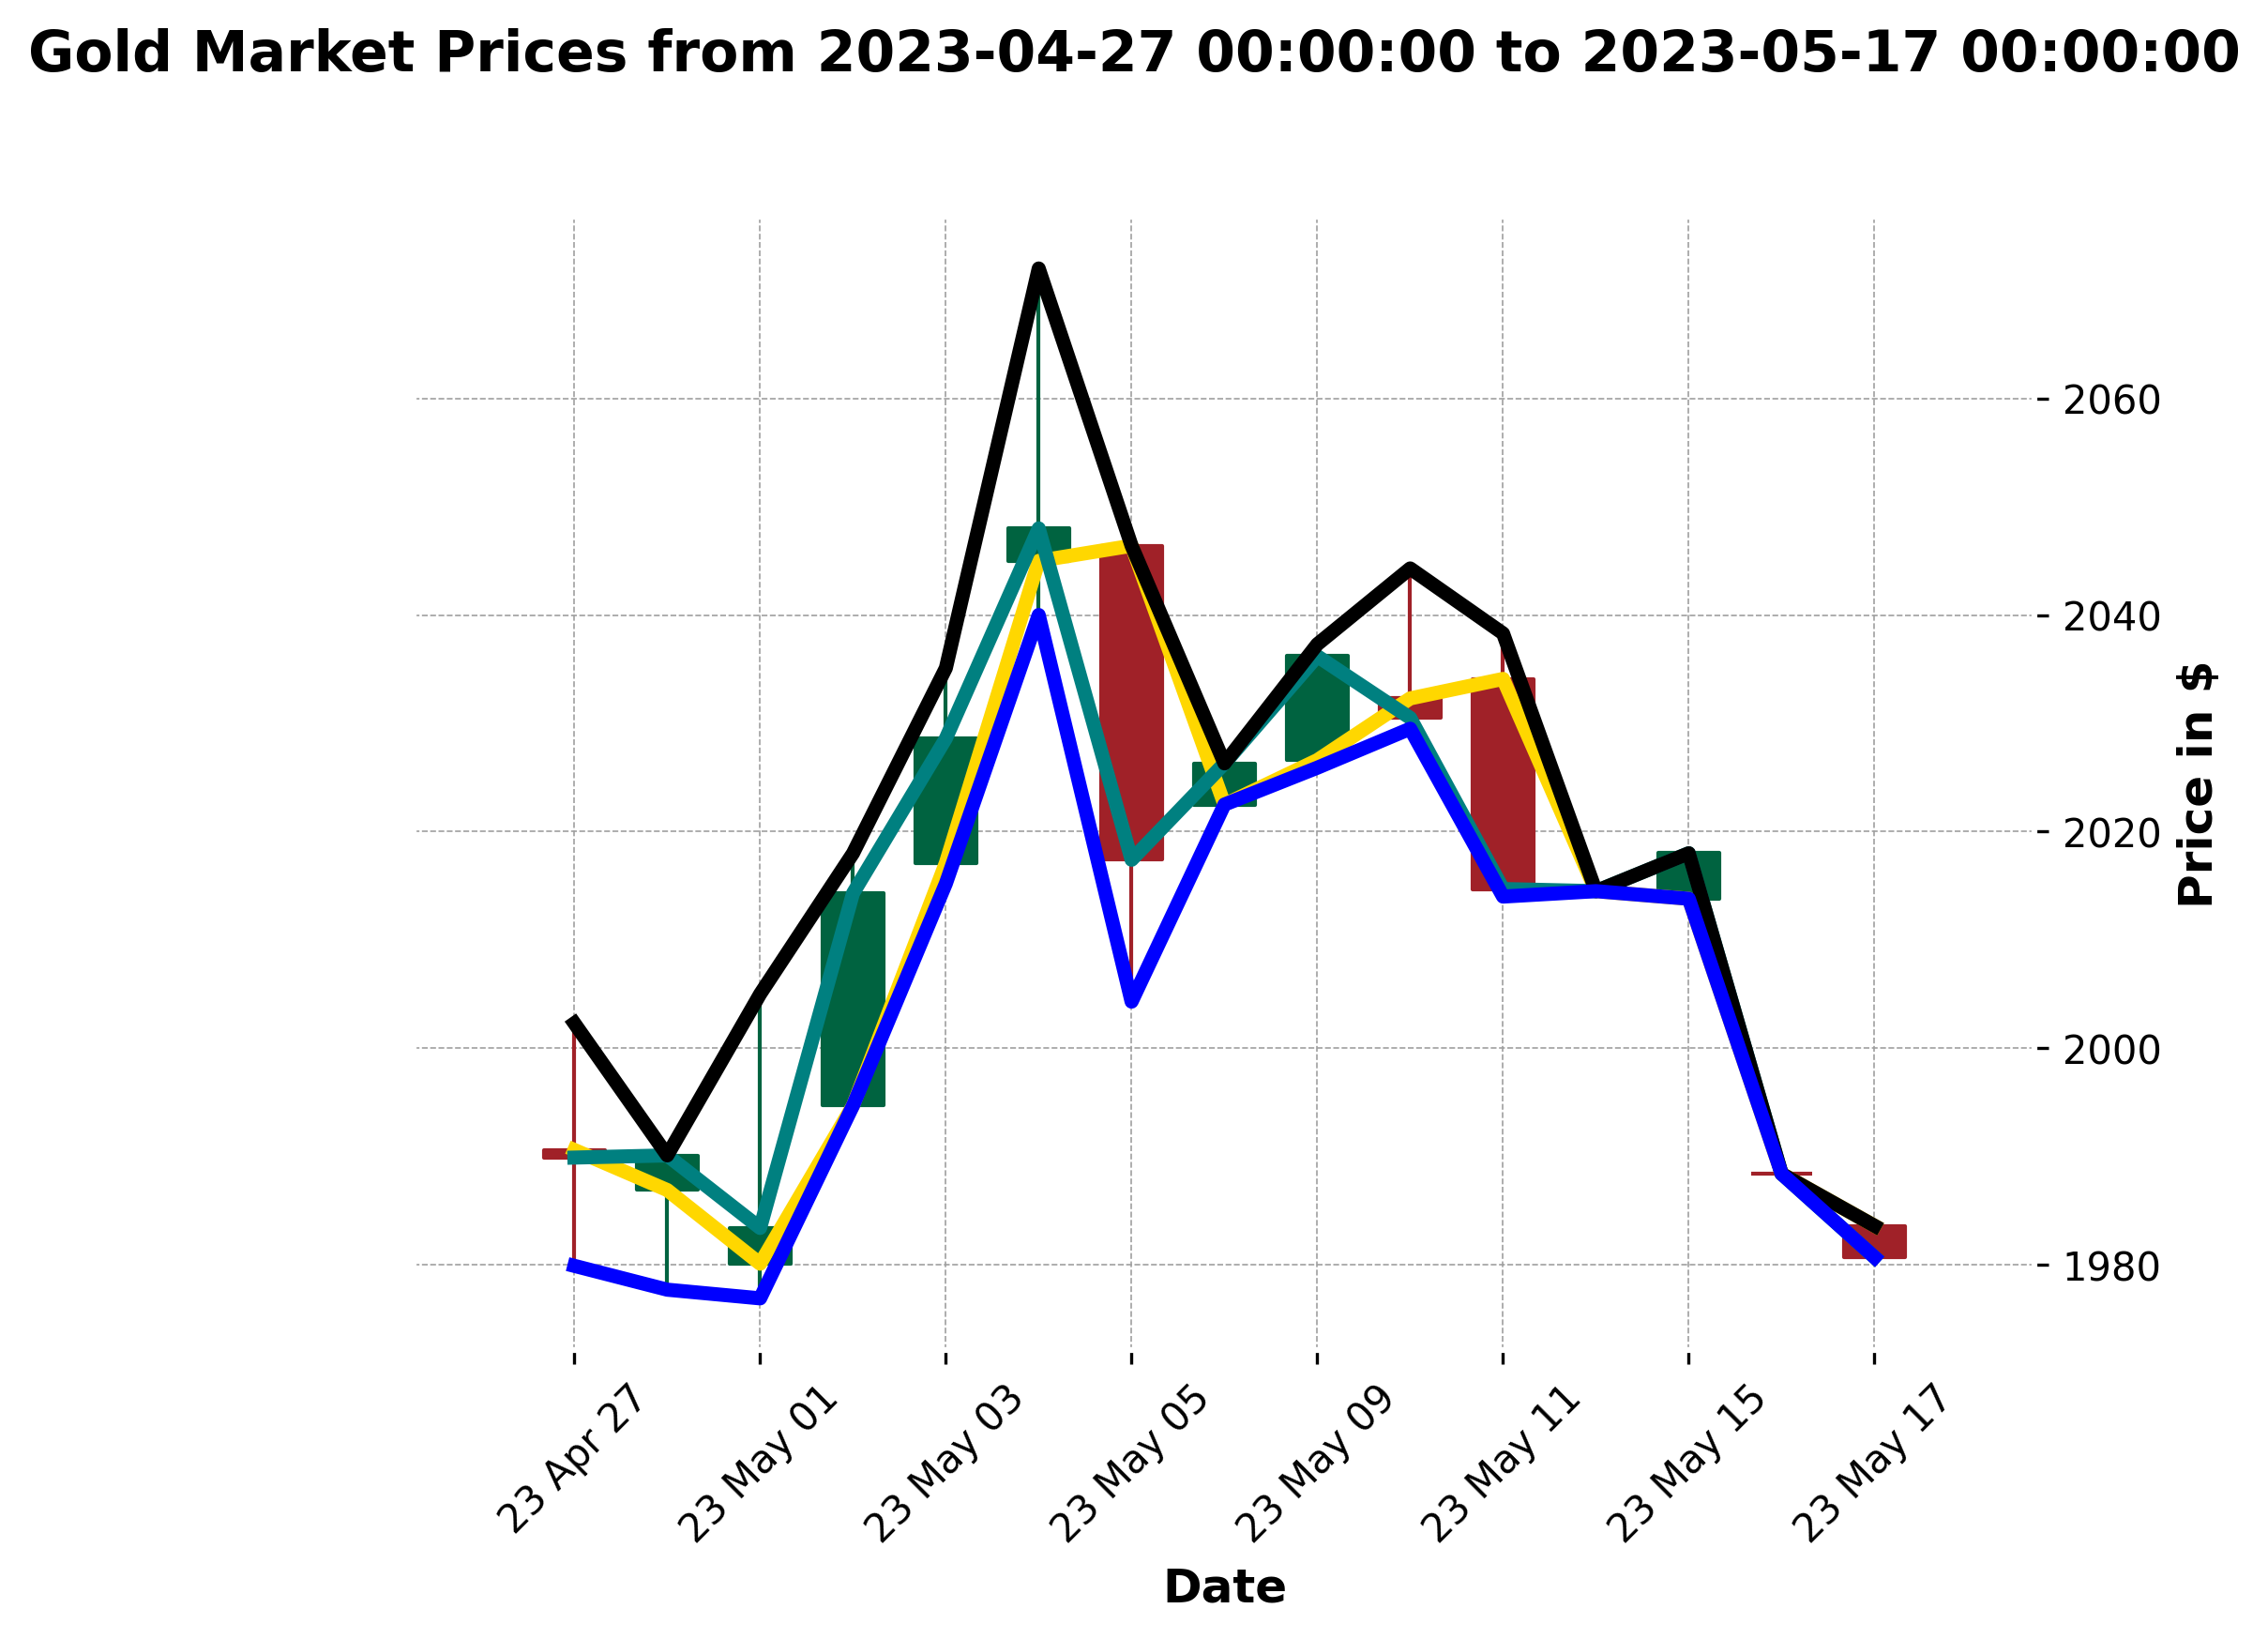 Gold Market Prices from 2023-04-27 00:00:00 to 2023-05-17 00:00:00
2060
2040
2020
2000
1980
Price in $
23 Apr 27
23 May 01
23 May 03
23 May 05
23 May 09
23 May 11
23 May 15
23 May 17
Date